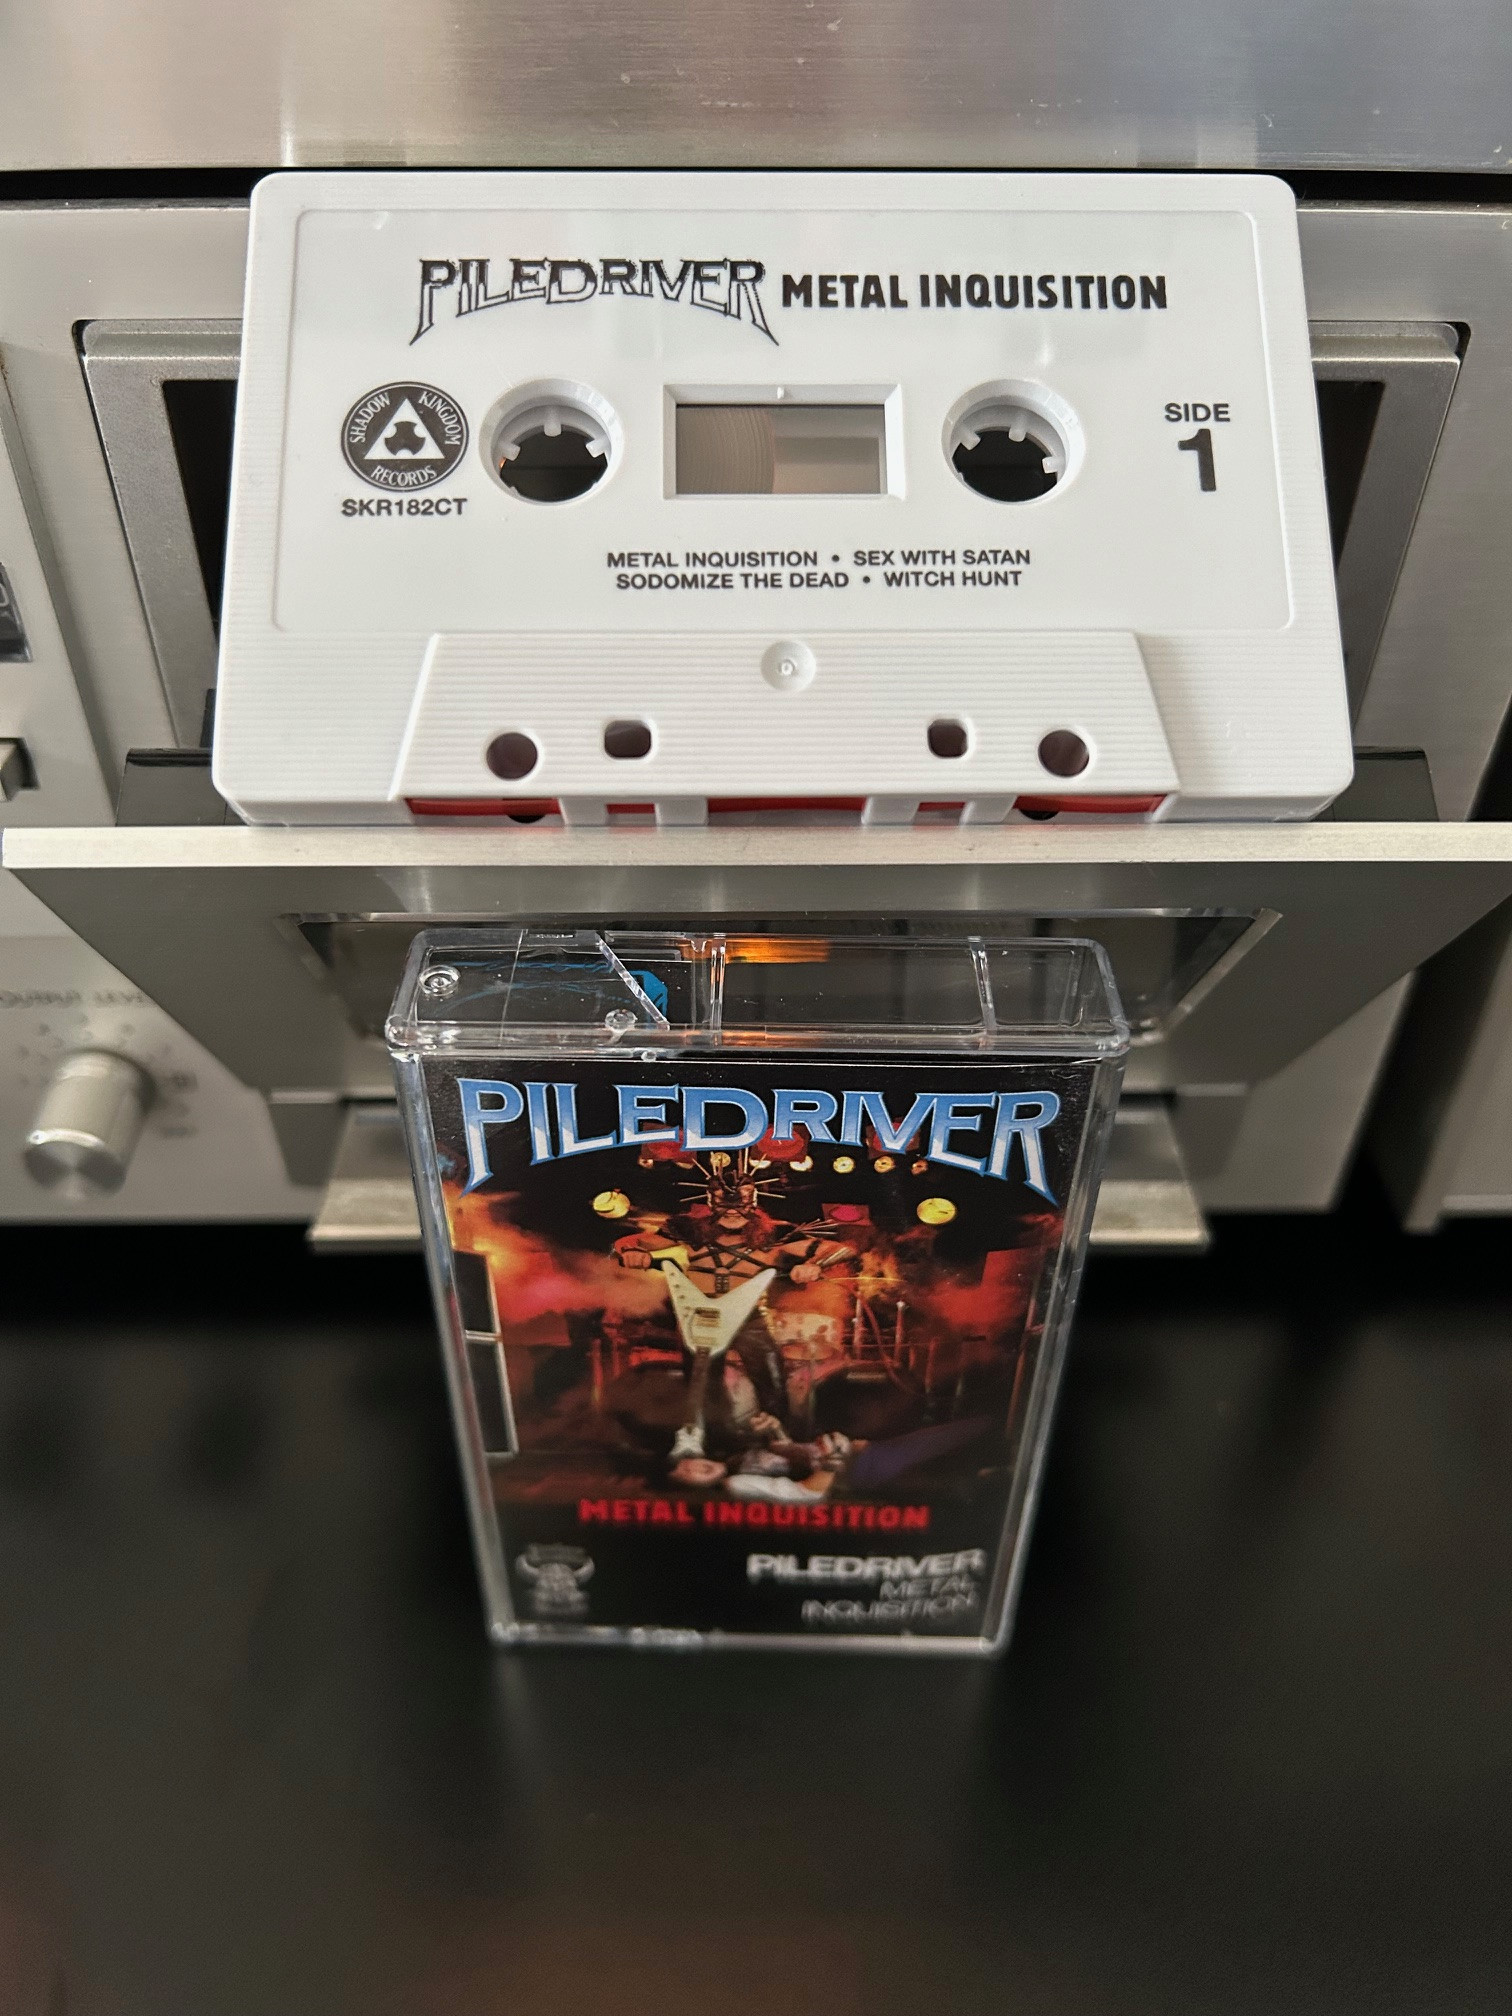 PILEDRIVER METAL INQUISITION
SHADOW KINGDOM
RECORDS
SKR182CT
SIDE
1
METAL INQUISITION • SEX WITH SATAN
SODOMIZE THE DEAD • WITCH HUNT
PILEDRIVER
METAL INQUISITION
PILEDRIVER
METAL
INQUISITION